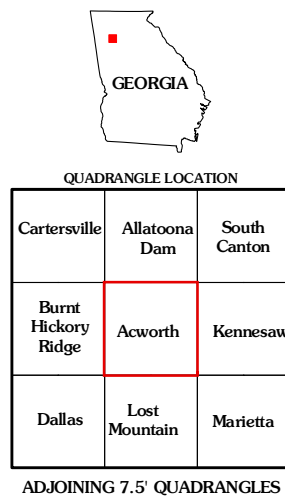 GEORGIA
QUADRANGLE LOCATION
Cartersville
Allatoona
Dam
South
Canton
Burnt
Hickory
Ridge
Acworth
Kennesaw
Dallas
Lost
Mountain
Marietta
ADJOINING 7.5' QUADRANGLES